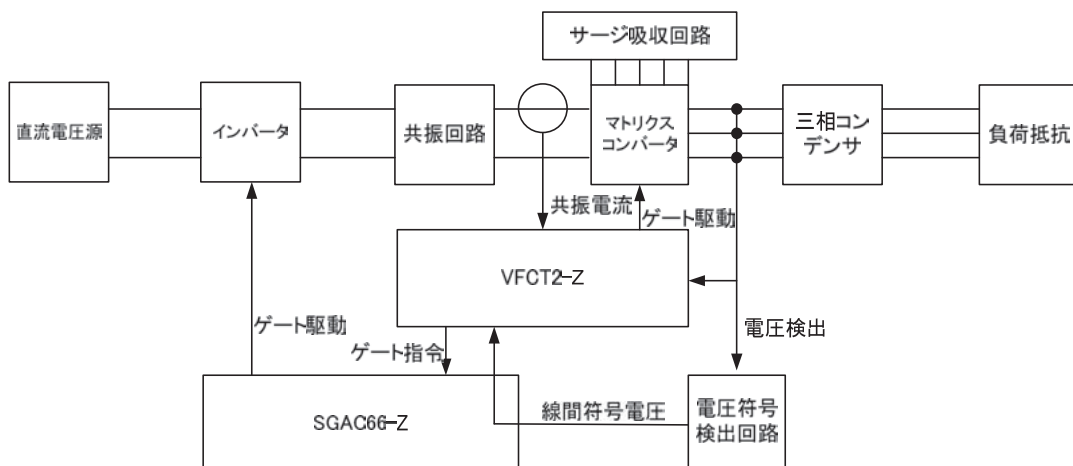 サージ吸収回路
直流電圧源
インバータ
共振回路
マトリクス
コンバータ
三相コン
デンサ
負荷抵抗
共振電流
ゲート駆動
VFCT2-Z
ゲート駆動
ゲート指令
電圧検出
SGAC66-Z
線間符号電圧
電圧符号
検出回路